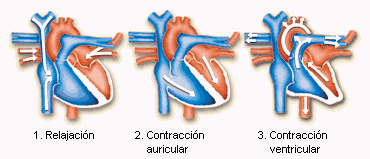 1. Relajación
2. Contracción
auricular
3. Contracción
ventricular